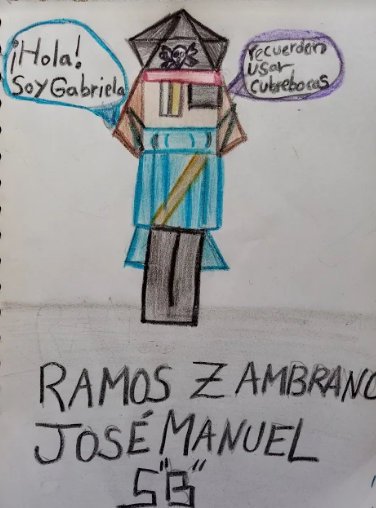 ¡Hola!
Soy Gabriela
recuerden
usar
cubrebocas
RAMOS ZAMBRANO
JOSÉ MANUEL
5"B"